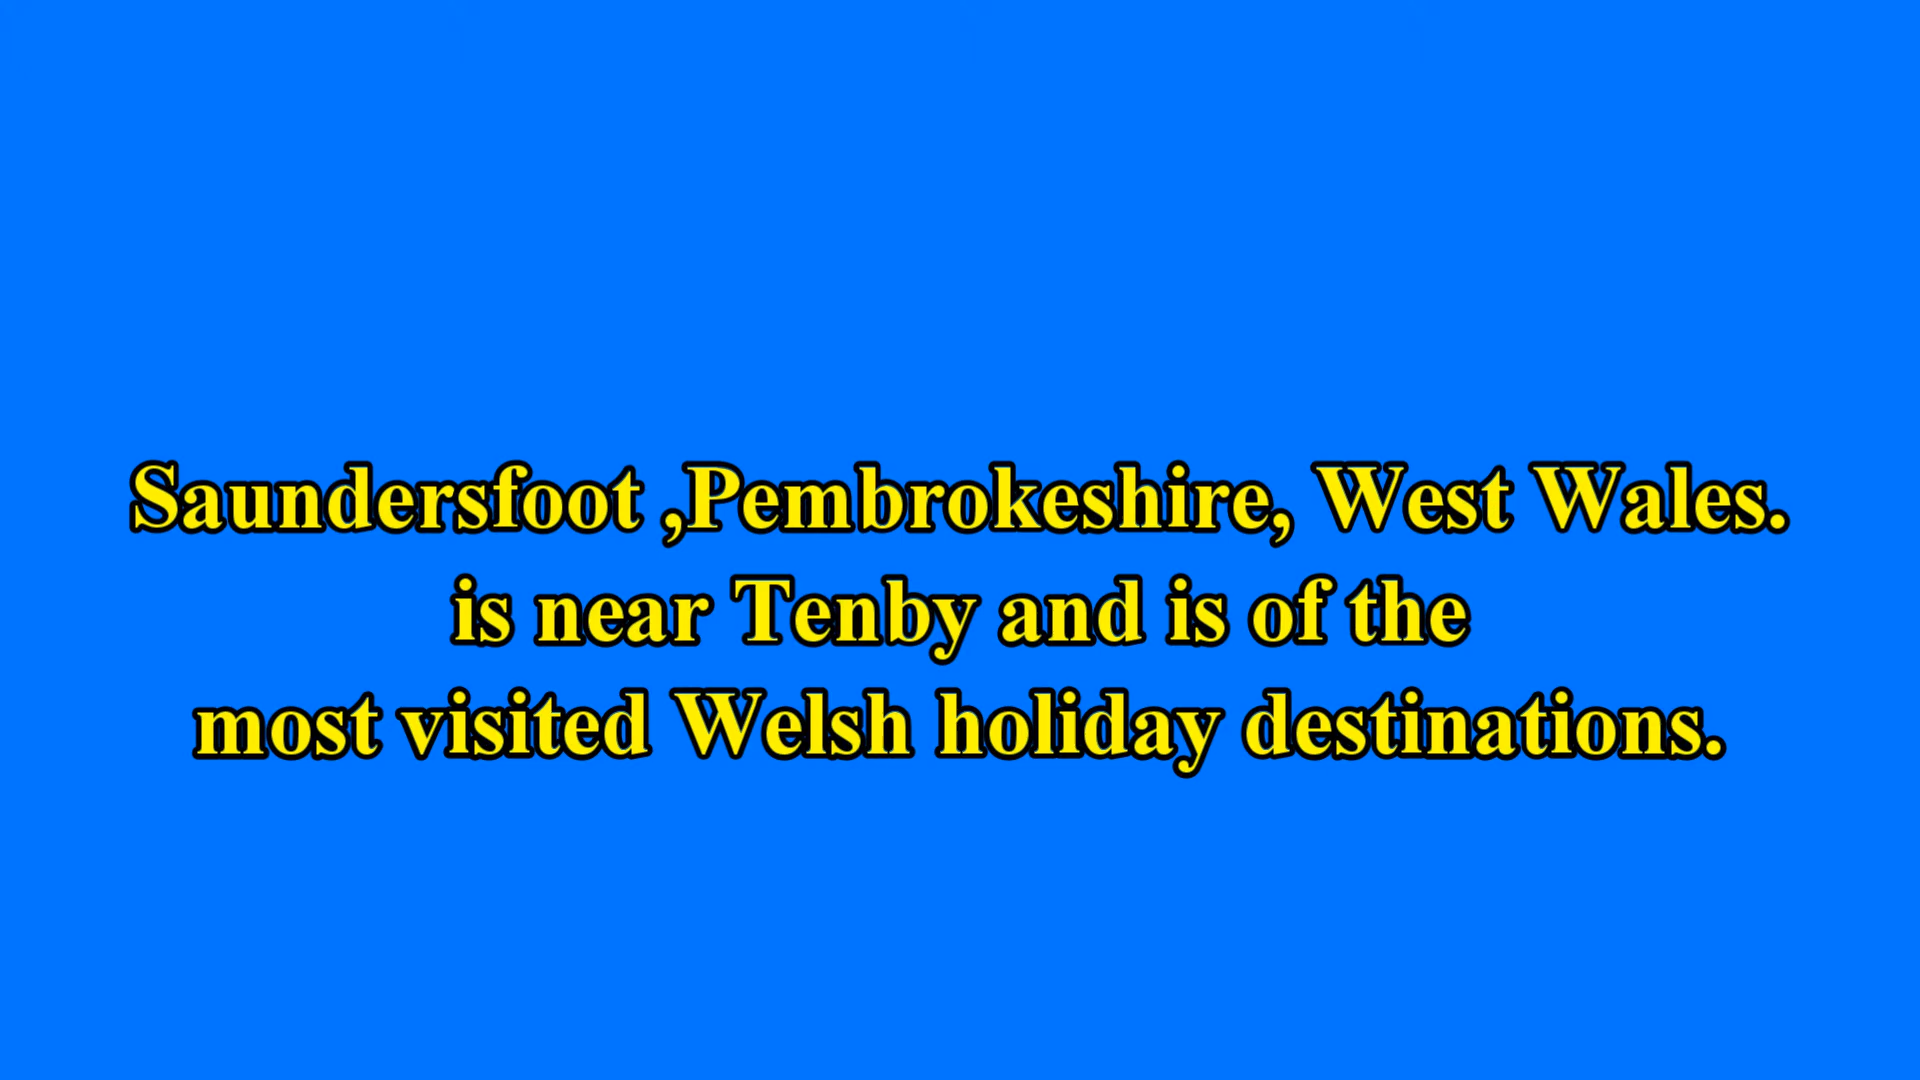 Saundersfoot ,Pembrokeshire, West Wales.
is near Tenby and is of the
most visited Welsh holiday destinations.